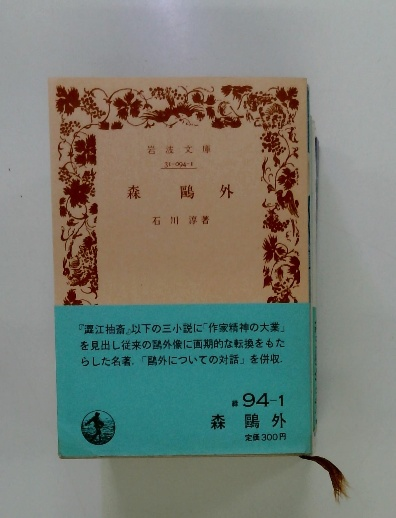 岩波文庫
31-094-1
森鷗外
石川淳著
『澀江抽斎』以下の三小説に「作家精神の大業」
を見出し従来の鷗外像に画期的な転換をもた
らした名著.「鷗外についての対話」を併収.
緑94-1
森鷗外
定価300円